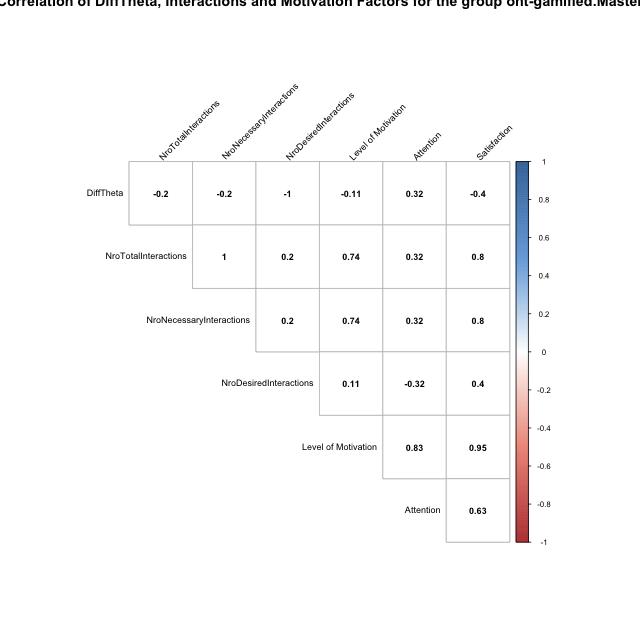 Correlation of DiffTheta, Interactions and Motivation Factors for the group ont-gamified.Master
NroTotalInteractions
NroNecessaryInteractions
NroDesiredInteractions
Level of Motivation
Attention
Satisfaction
DiffTheta -0.2 -0.2 -1 -0.11 0.32 -0.4
NroTotalInteractions 1 0.2 0.74 0.32 0.8
NroNecessaryInteractions 0.2 0.74 0.32 0.8
NroDesiredInteractions 0.11 -0.32 0.4
Level of Motivation 0.83 0.95
Attention 0.63
1
0.8
0.6
0.4
0.2
0
-0.2
-0.4
-0.6
-0.8
-1